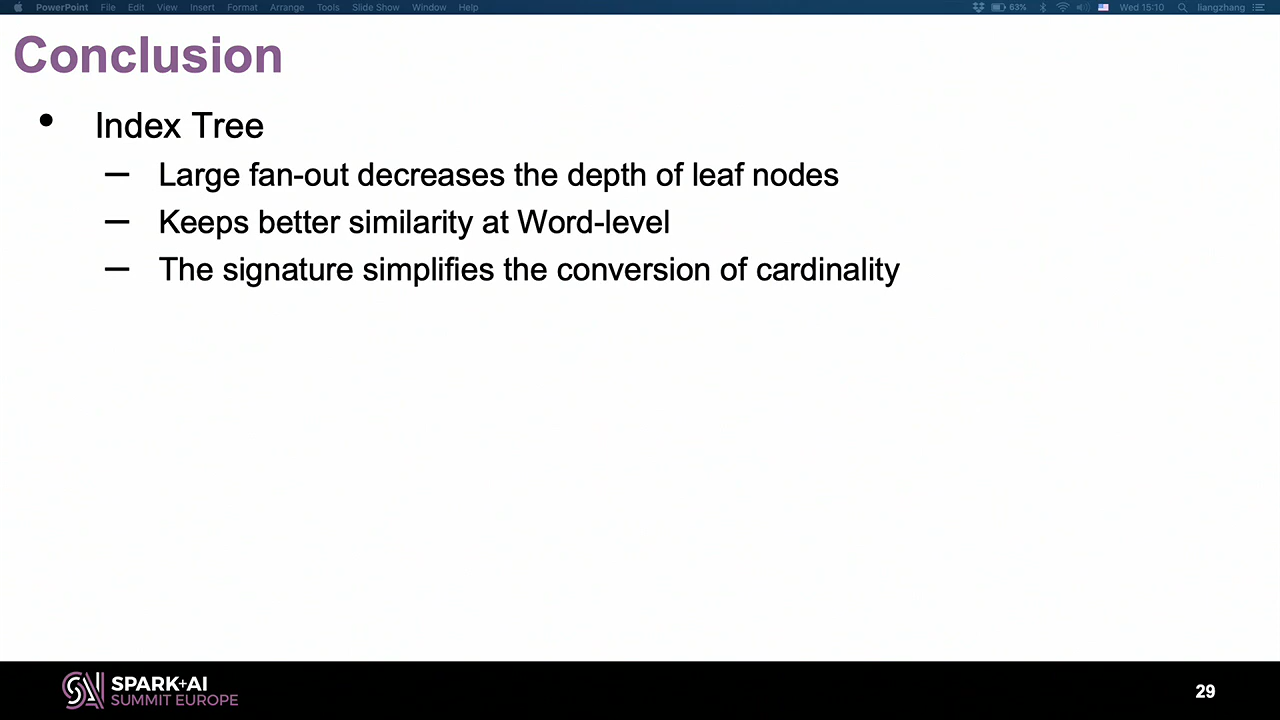 PowerPoint File Edit View Insert Format Arrange Tools Slide Show Window Help 63% Wed 15:10 liangzhang
Conclusion
• Index Tree
– Large fan-out decreases the depth of leaf nodes
– Keeps better similarity at Word-level
– The signature simplifies the conversion of cardinality
SPARK+AI
SUMMIT EUROPE
29